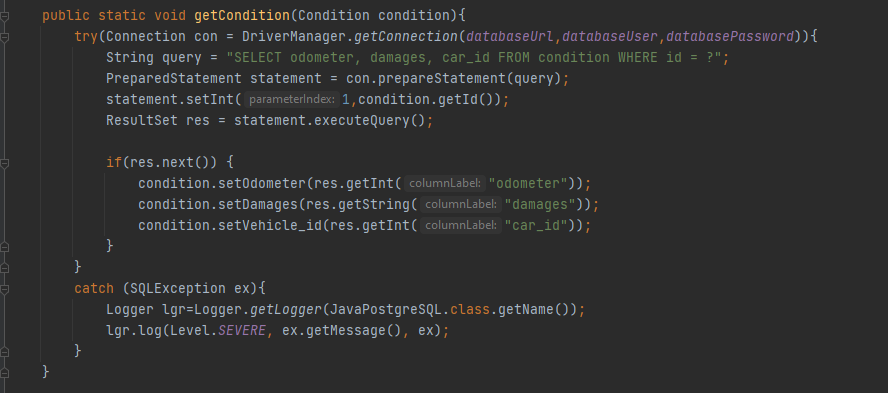 public static void getCondition(Condition condition){
try(Connection con = DriverManager.getConnection(databaseUrl,databaseUser,databasePassword)){
String query = "SELECT odometer, damages, car_id FROM condition WHERE id = ?";
PreparedStatement statement = con.prepareStatement(query);
statement.setInt( parameterIndex: 1,condition.getId());
ResultSet res = statement.executeQuery();
if(res.next()) {
condition.setOdometer(res.getInt( columnLabel: "odometer"));
condition.setDamages(res.getString( columnLabel: "damages"));
condition.setVehicle_id(res.getInt( columnLabel: "car_id"));
}
}
catch (SQLException ex){
Logger lgr=Logger.getLogger(JavaPostgreSQL.class.getName());
lgr.log(Level.SEVERE, ex.getMessage(), ex);
}
}